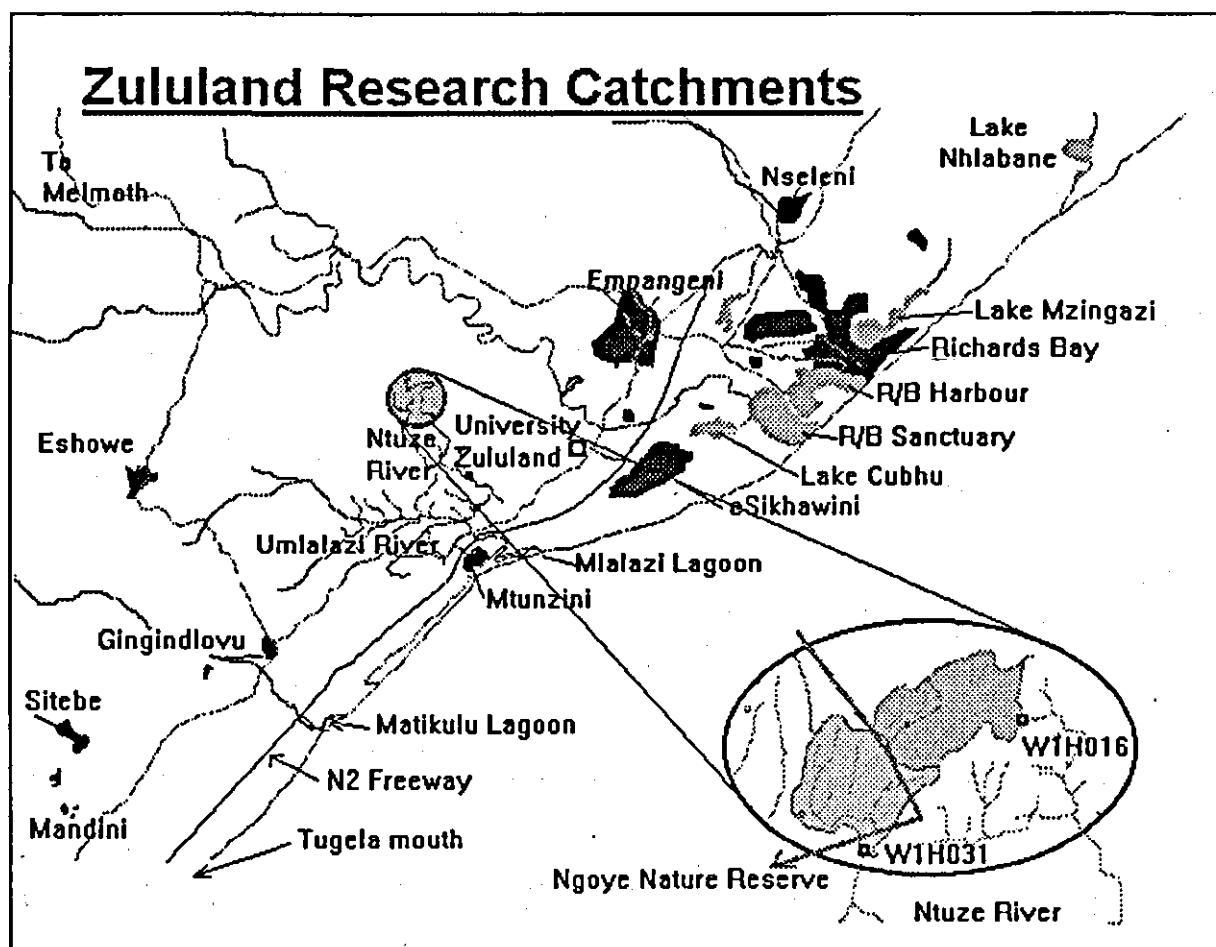 Zululand Research Catchments
Lake
Nhlabane
To
Melmoth
Nseleni
Empangeni
Lake Mzingazi
Richards Bay
R/B Harbour
R/B Sanctuary
Lake Cubhu
eSikhawini
University
Zululand
Ntuze
River
Eshowe
Umlalazi River
Mlalazi Lagoon
Mtunzini
Gingindlovu
Sitebe
Matikulu Lagoon
N2 Freeway
Mandini
Tugela mouth
W1H016
W1H031
Ngoye Nature Reserve
Ntuze River